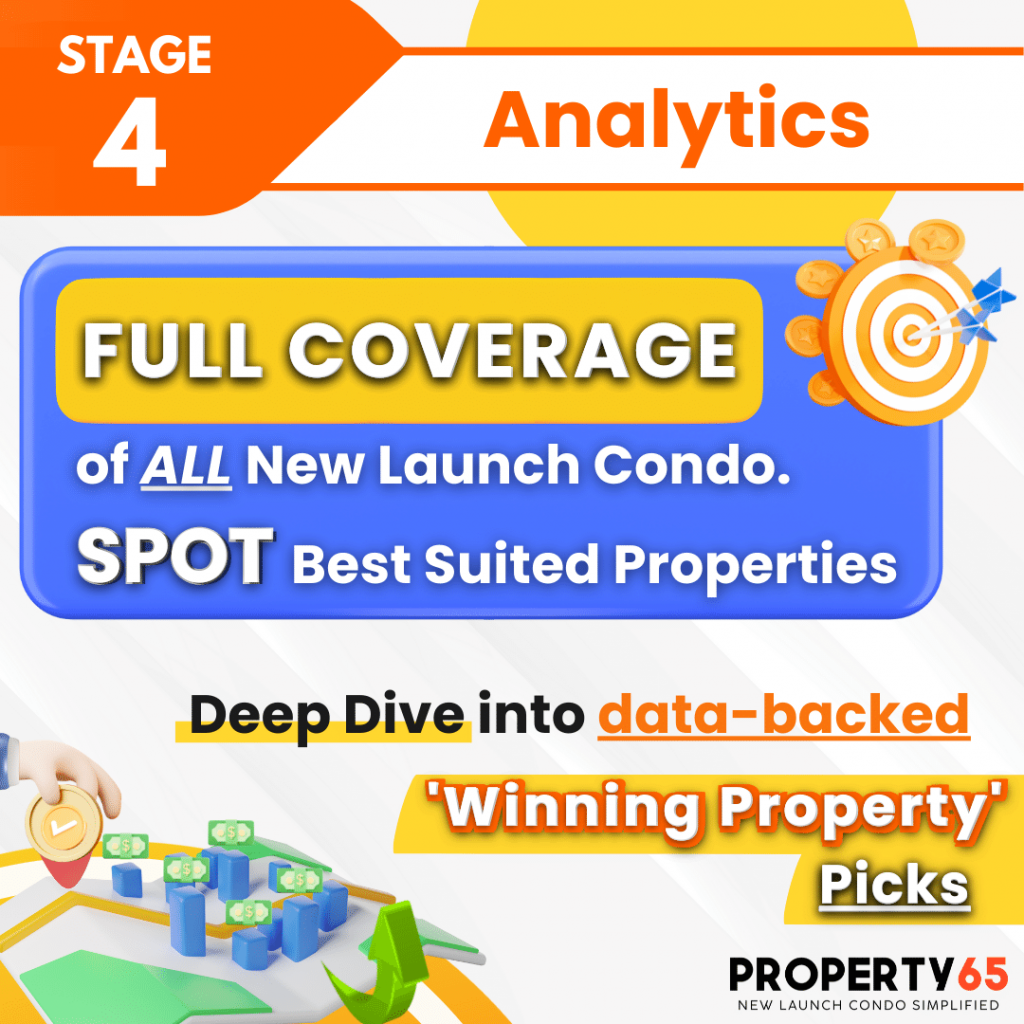 STAGE
4
Analytics
FULL COVERAGE
of ALL New Launch Condo.
SPOT Best Suited Properties
Deep Dive into data-backed
'Winning Property'
Picks
PROPERTY65
NEW LAUNCH CONDO SIMPLIFIED